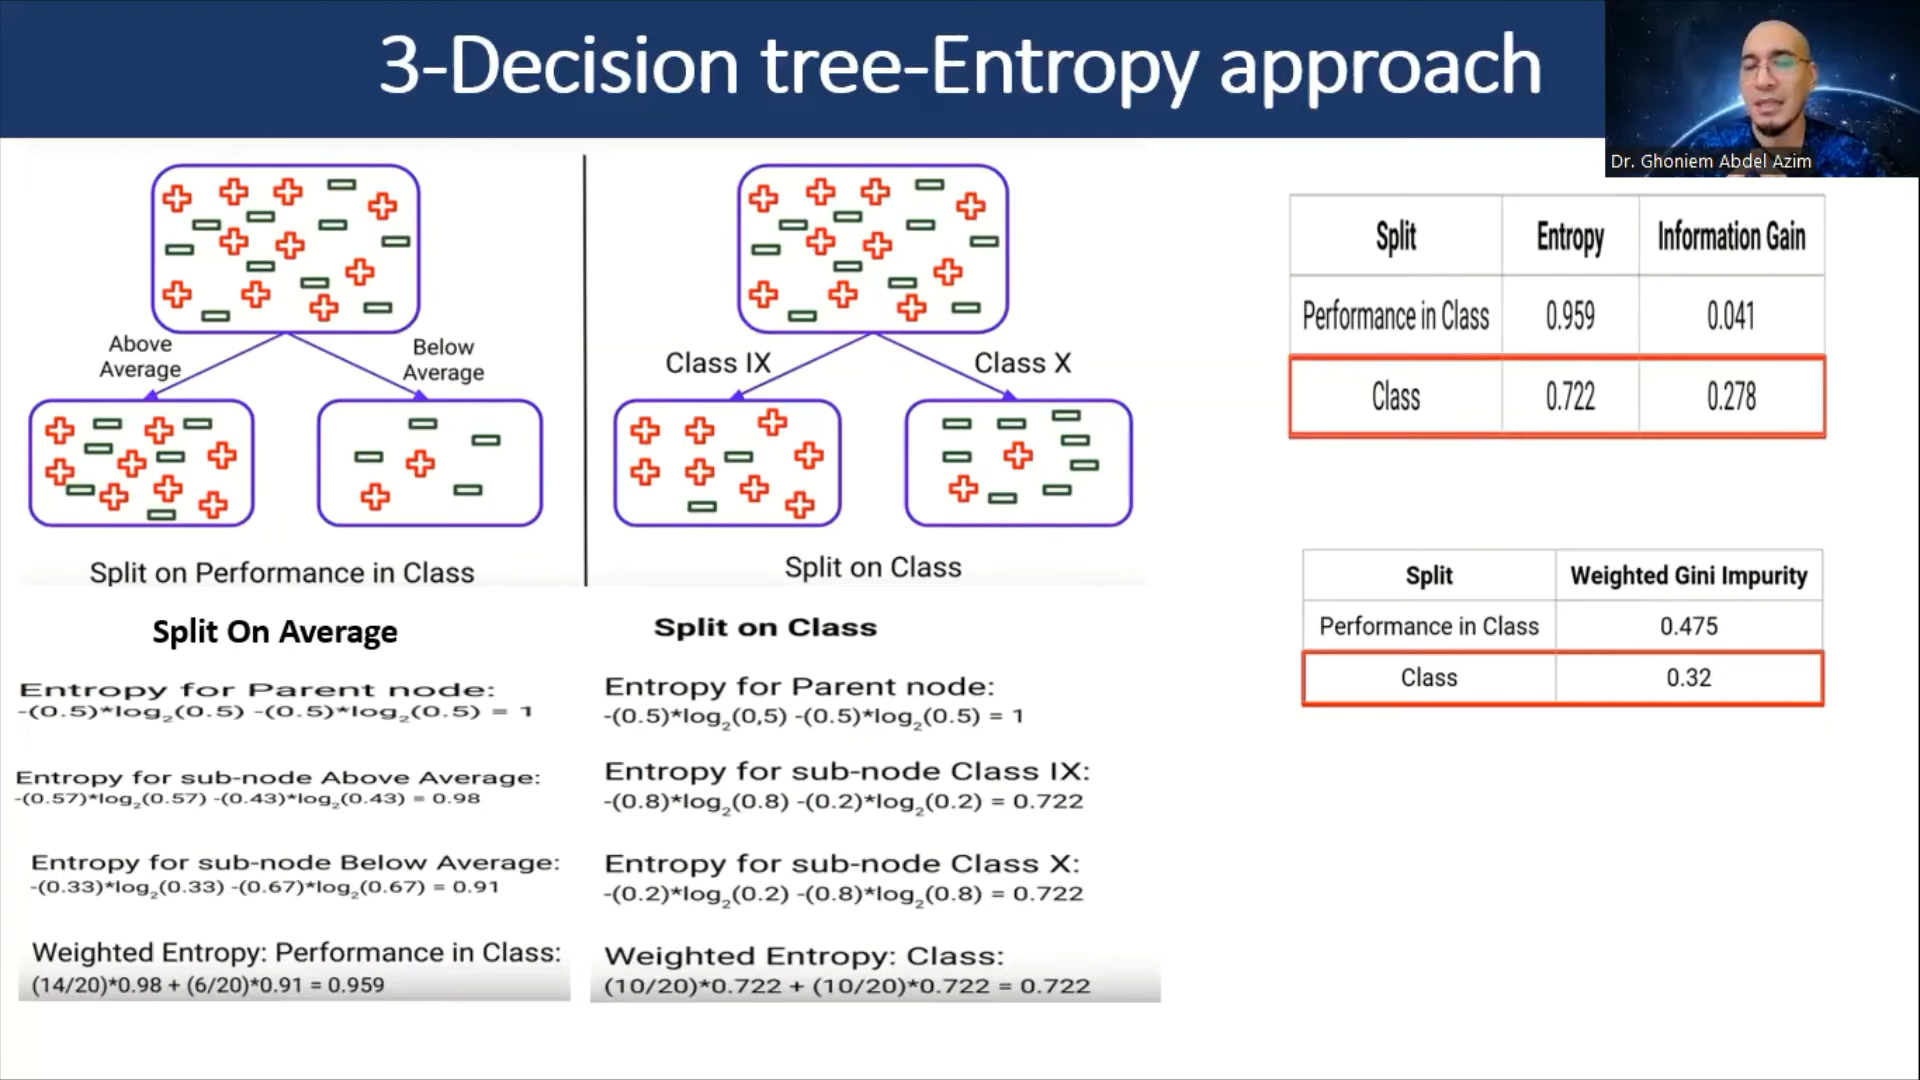 3-Decision tree-Entropy approach
Dr. Ghoniem Abdel Azim
Above
Average
Below
Average
Split on Performance in Class
Class IX
Class X
Split on Class
Split On Average
Entropy for Parent node:
-(0.5)*log₂(0.5) -(0.5)*log₂(0.5) = 1
Entropy for sub-node Above Average:
-(0.57)*log₂(0.57) -(0.43)*log₂(0.43) = 0.98
Entropy for sub-node Below Average:
-(0.33)*log₂(0.33) -(0.67)*log₂(0.67) = 0.91
Weighted Entropy: Performance in Class:
(14/20)*0.98 + (6/20)*0.91 = 0.959
Split on Class
Entropy for Parent node:
-(0.5)*log₂(0,5) -(0.5)*log₂(0.5) = 1
Entropy for sub-node Class IX:
-(0.8)*log₂(0.8) -(0.2)*log₂(0.2) = 0.722
Entropy for sub-node Class X:
-(0.2)*log₂(0.2) -(0.8)*log₂(0.8) = 0.722
Weighted Entropy: Class:
(10/20)*0.722 + (10/20)*0.722 = 0.722
Split Entropy Information Gain
Performance in Class 0.959 0.041
Class 0.722 0.278
Split Weighted Gini Impurity
Performance in Class 0.475
Class 0.32